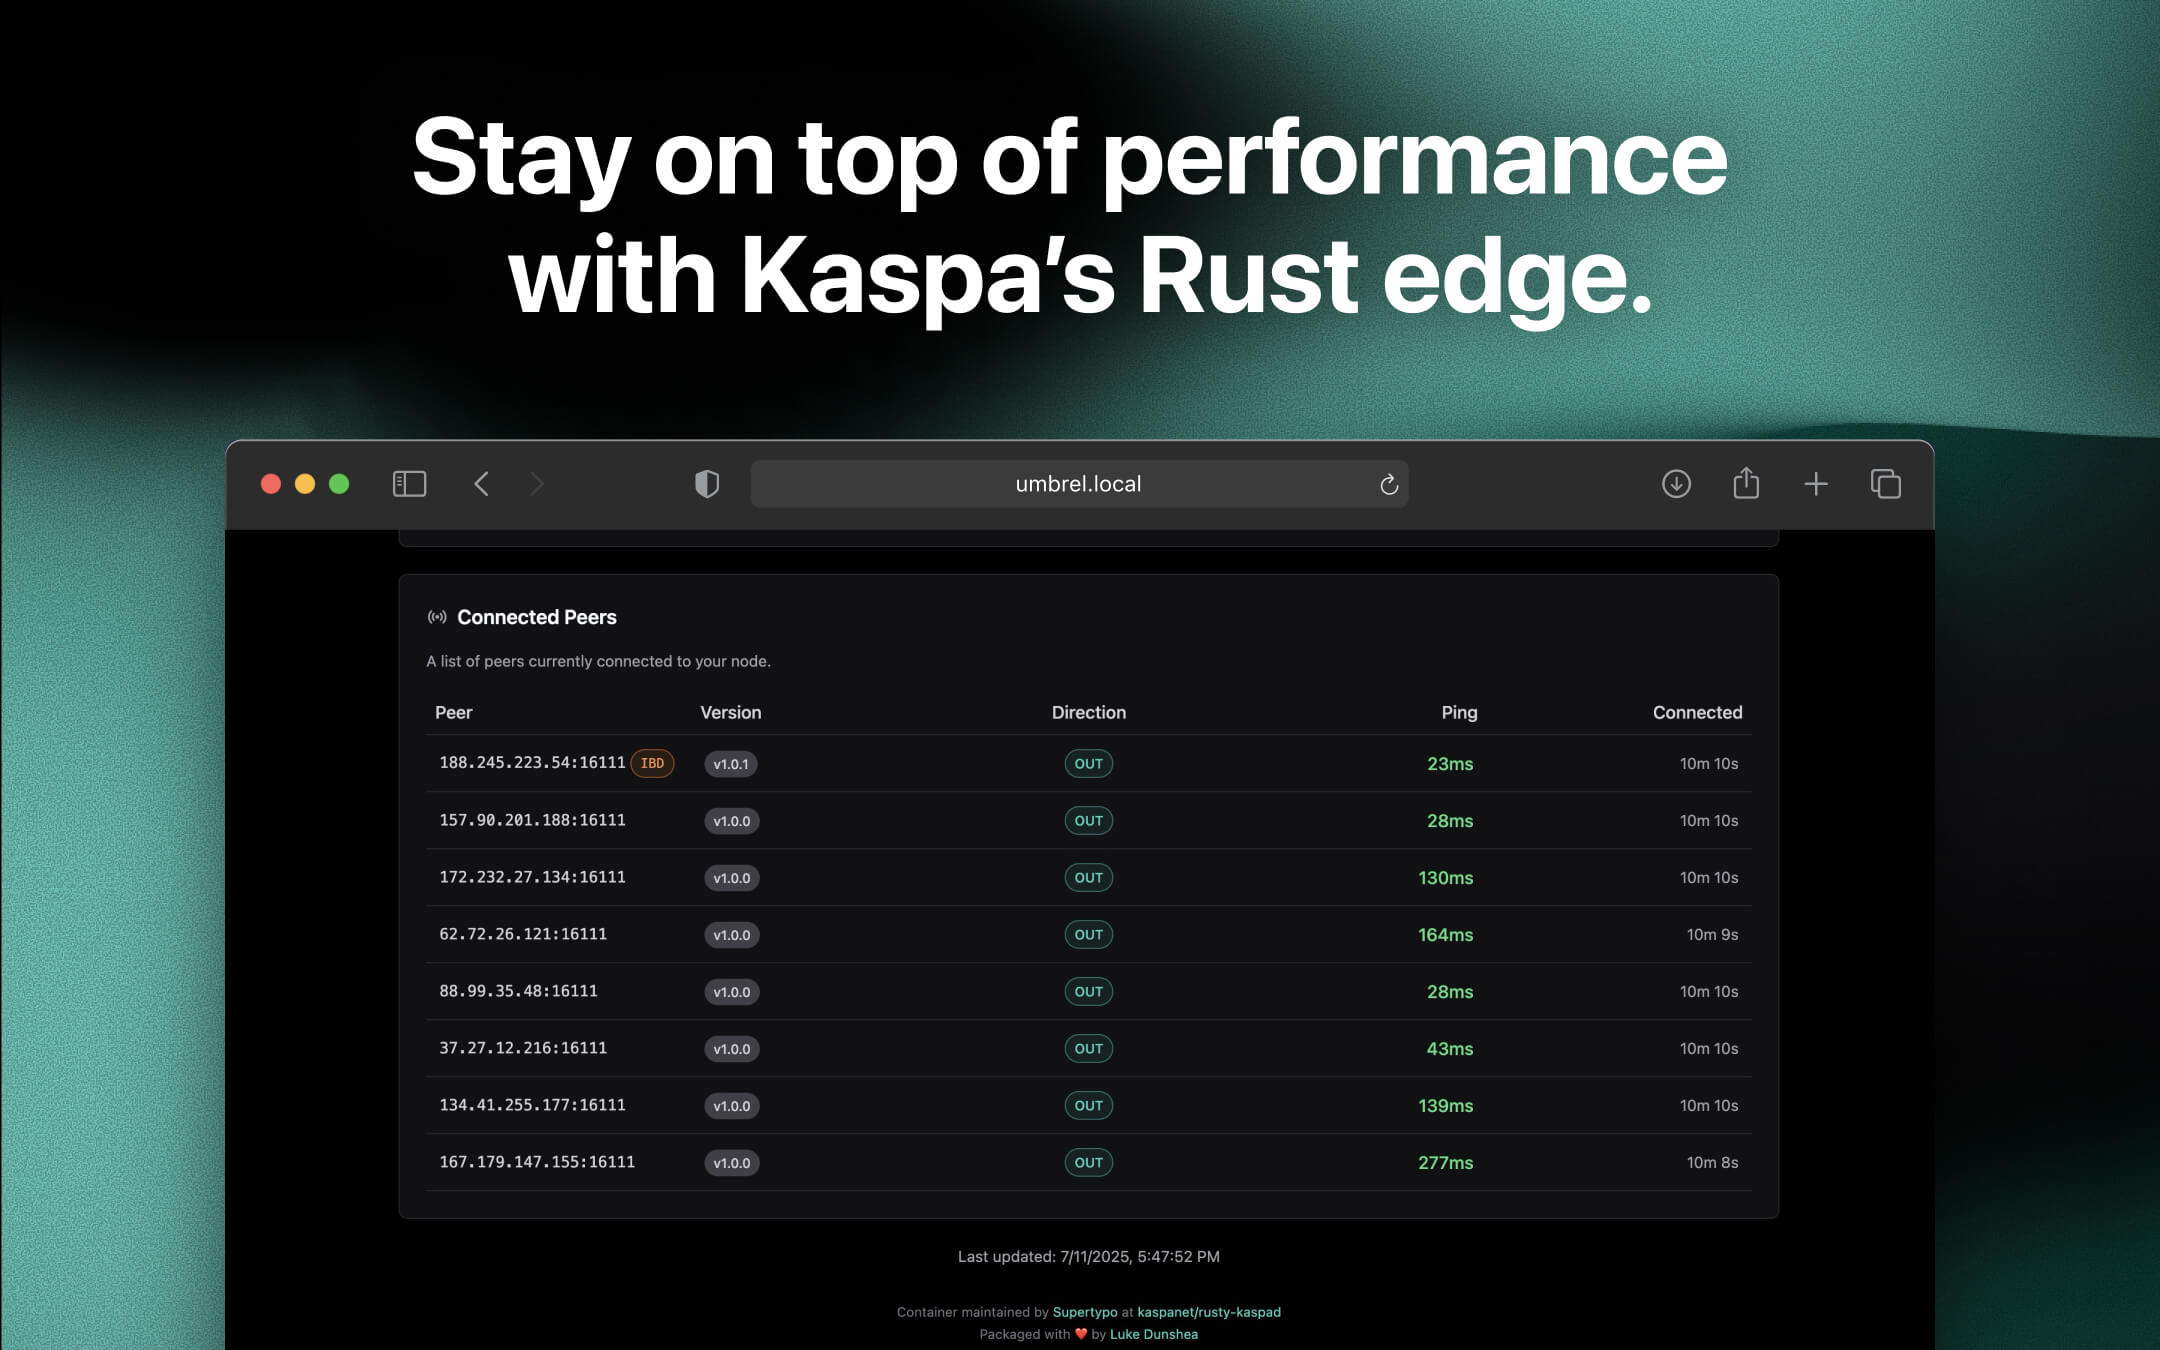 Stay on top of performance
with Kaspa’s Rust edge.
umbrel.local
Connected Peers
A list of peers currently connected to your node.
Peer Version Direction Ping Connected
188.245.223.54:16111 IBD v1.0.1 OUT 23ms 10m 10s
157.90.201.188:16111 v1.0.0 OUT 28ms 10m 10s
172.232.27.134:16111 v1.0.0 OUT 130ms 10m 10s
62.72.26.121:16111 v1.0.0 OUT 164ms 10m 9s
88.99.35.48:16111 v1.0.0 OUT 28ms 10m 10s
37.27.12.216:16111 v1.0.0 OUT 43ms 10m 10s
134.41.255.177:16111 v1.0.0 OUT 139ms 10m 10s
167.179.147.155:16111 v1.0.0 OUT 277ms 10m 8s
Last updated: 7/11/2025, 5:47:52 PM
Container maintained by Supertypo at kaspanet/rusty-kaspad
Packaged with ❤️ by Luke Dunshea